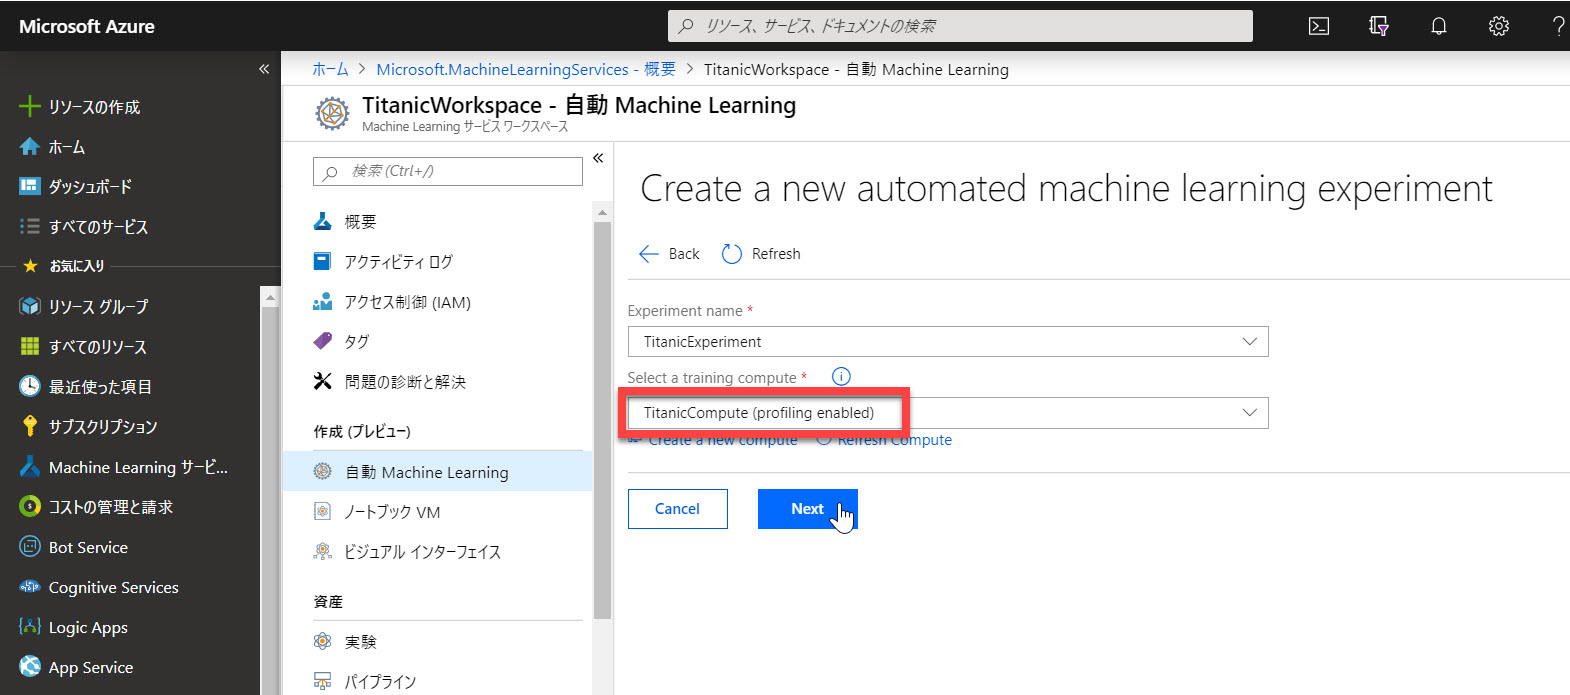 Microsoft Azure
リソース、サービス、ドキュメントの検索
?
«
リソースの作成
ホーム
ダッシュボード
すべてのサービス
お気に入り
リソース グループ
すべてのリソース
最近使った項目
サブスクリプション
Machine Learning サービ...
コストの管理と請求
Bot Service
Cognitive Services
Logic Apps
App Service
ホーム > Microsoft.MachineLearningServices - 概要 > TitanicWorkspace - 自動 Machine Learning
TitanicWorkspace - 自動 Machine Learning
Machine Learning サービス ワークスペース
検索 (Ctrl+/)
«
概要
アクティビティ ログ
アクセス制御 (IAM)
タグ
問題の診断と解決
作成 (プレビュー)
自動 Machine Learning
ノートブック VM
ビジュアル インターフェイス
資産
実験
パイプライン
Create a new automated machine learning experiment
Back Refresh
Experiment name *
TitanicExperiment
Select a training compute *
TitanicCompute (profiling enabled)
Create a new compute Refresh Compute
Cancel Next